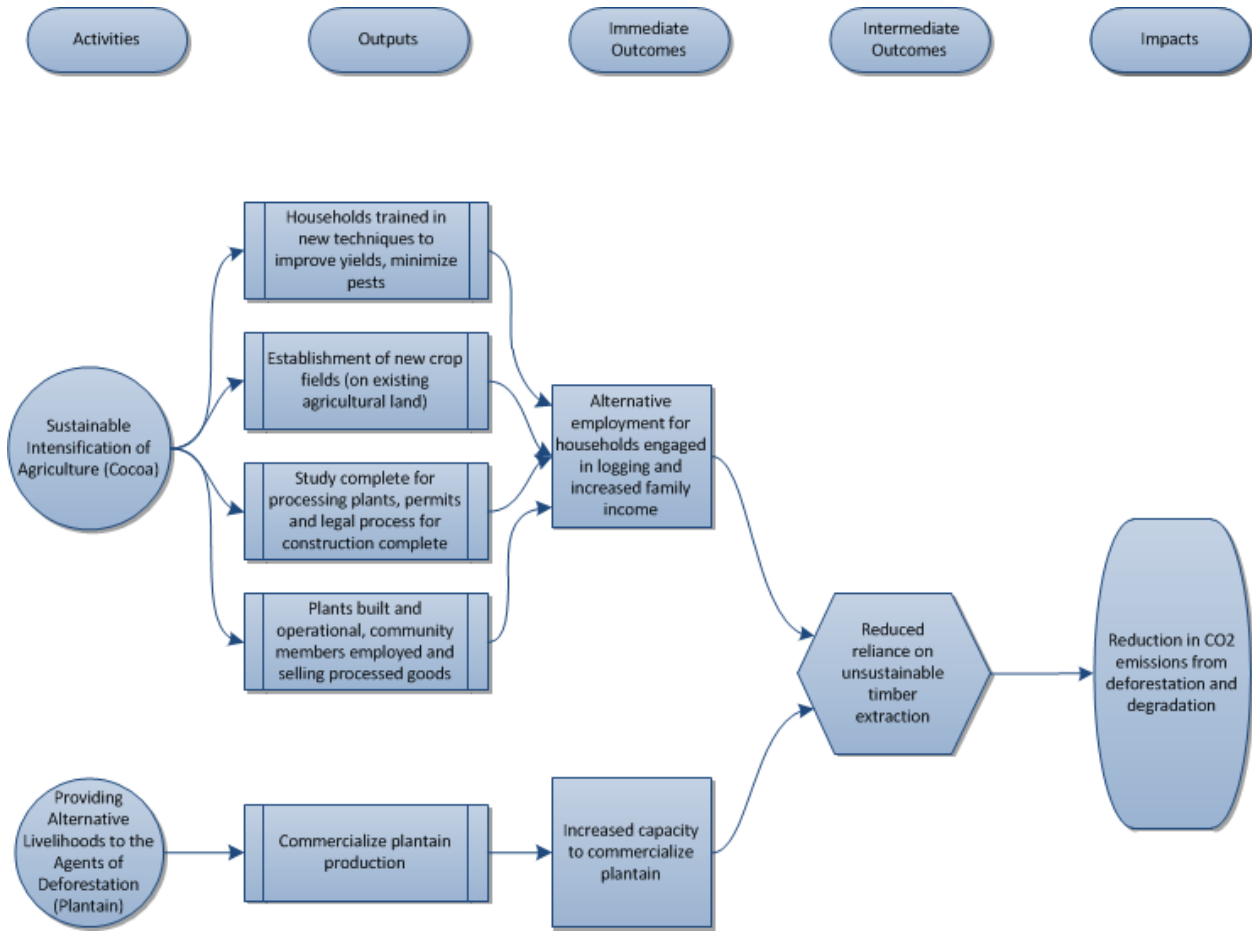 Activities
Outputs
Immediate
Outcomes
Intermediate
Outcomes
Impacts
Households trained in
new techniques to
improve yields, minimize
pests
Establishment of new crop
fields (on existing
agricultural land)
Sustainable
Intensification of
Agriculture (Cocoa)
Alternative
employment for
households engaged
in logging and
increased family
income
Study complete for
processing plants, permits
and legal process for
construction complete
Plants built and
operational, community
members employed and
selling processed goods
Reduced
reliance on
unsustainable
timber
extraction
Reduction in CO2
emissions from
deforestation and
degradation
Providing
Alternative
Livelihoods to the
Agents of
Deforestation
(Plantain)
Commercialize plantain
production
Increased capacity
to commercialize
plantain